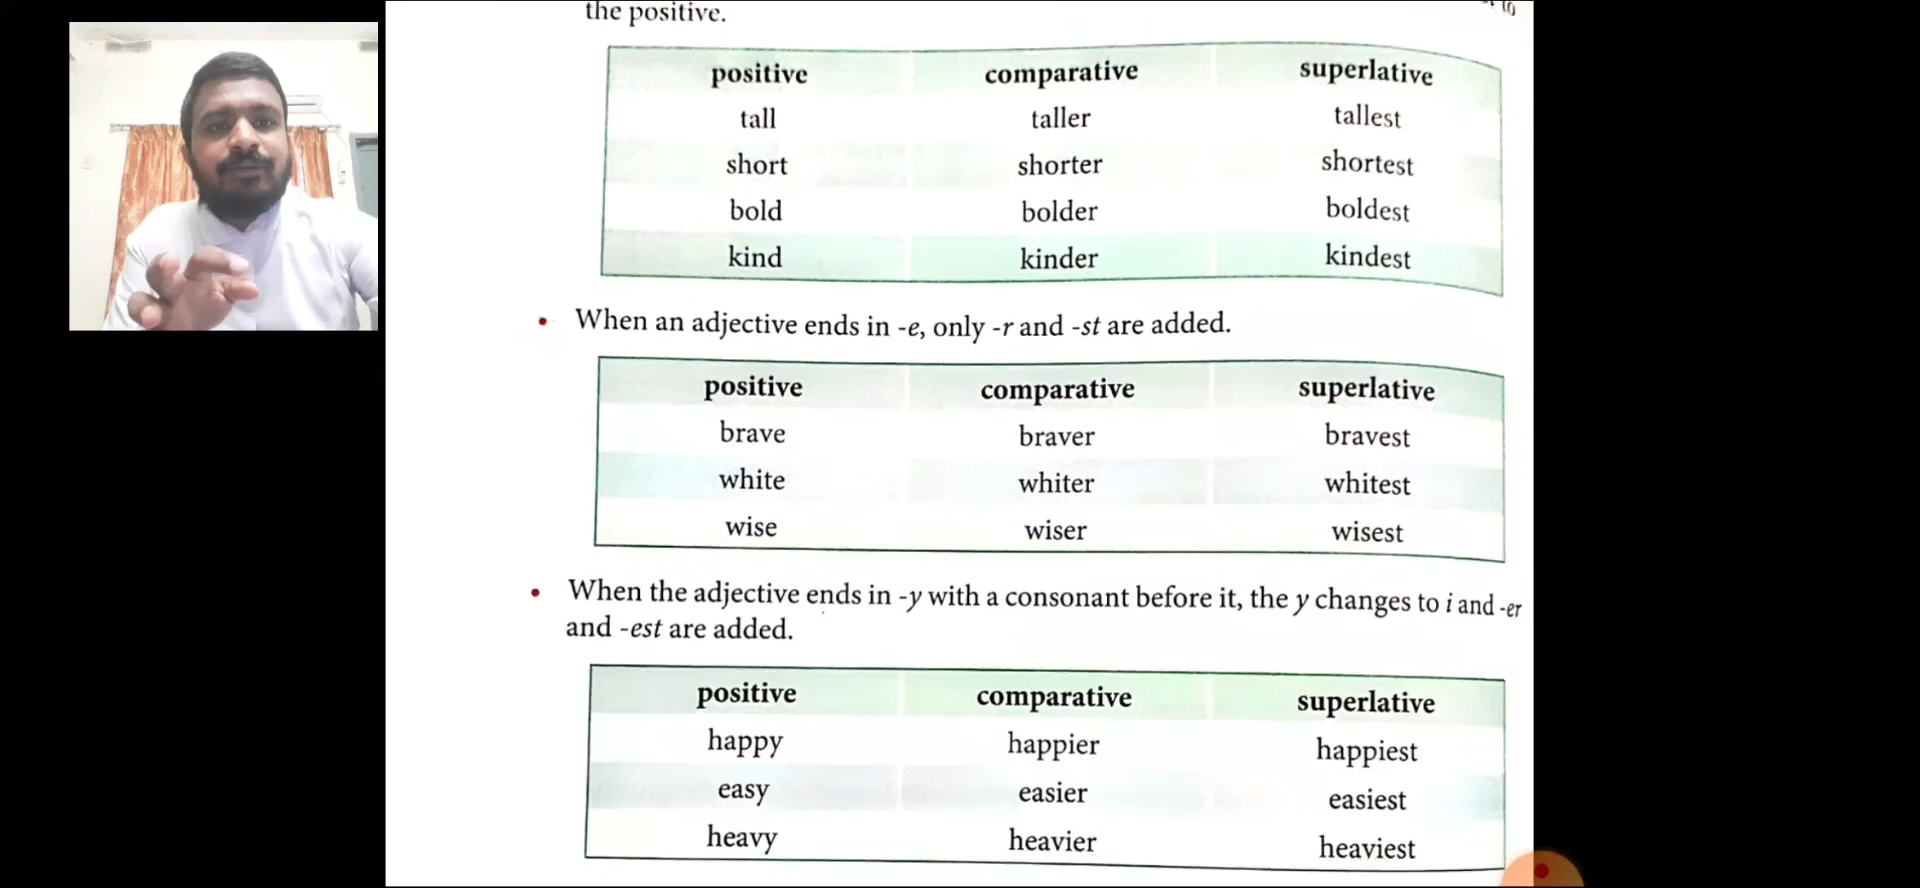 the positive.
positive comparative superlative
tall taller tallest
short shorter shortest
bold bolder boldest
kind kinder kindest
• When an adjective ends in -e, only -r and -st are added.
positive comparative superlative
brave braver bravest
white whiter whitest
wise wiser wisest
• When the adjective ends in -y with a consonant before it, the y changes to i and -er
and -est are added.
positive comparative superlative
happy happier happiest
easy easier easiest
heavy heavier heaviest